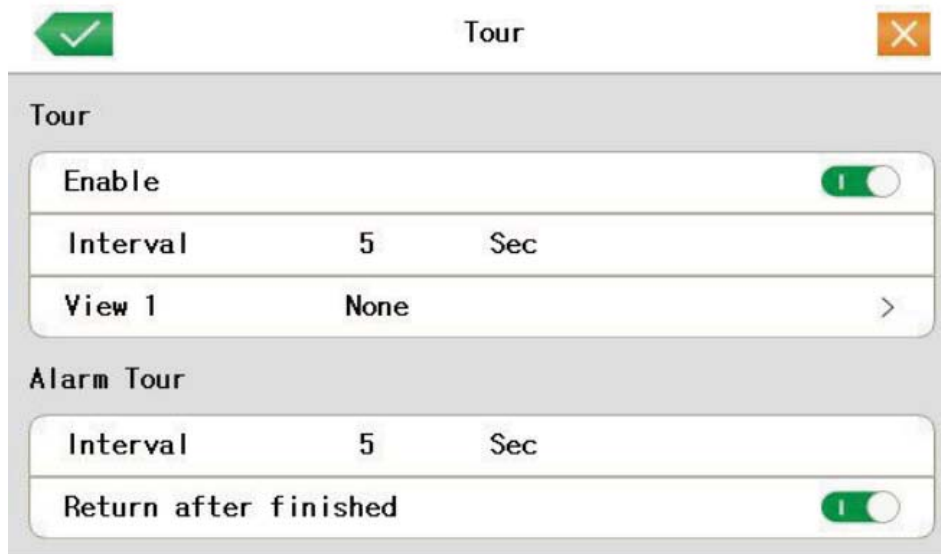 Tour
Tour
Enable
Interval 5 Sec
View 1 None >
Alarm Tour
Interval 5 Sec
Return after finished